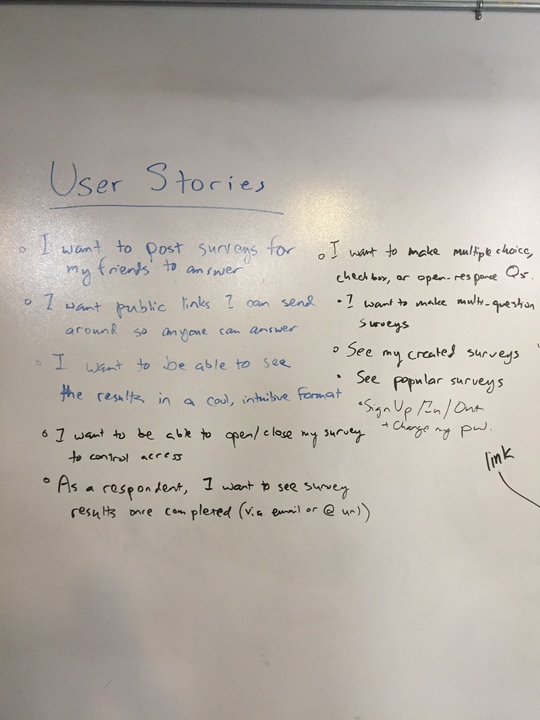 User Stories
I want to post surveys for
my friends to answer
I want public links I can send
around so anyone can answer
I want to be able to see
the results in a cool, intuitive format
I want to be able to open/close my survey
to control access
As a respondent, I want to see survey
results once completed (via email or @ url)
I want to make multiple choice,
checkbox, or open-response Qs.
I want to make multi-question
surveys
See my created surveys
See popular surveys
Sign Up/In/Out
+ Change my pw.
link